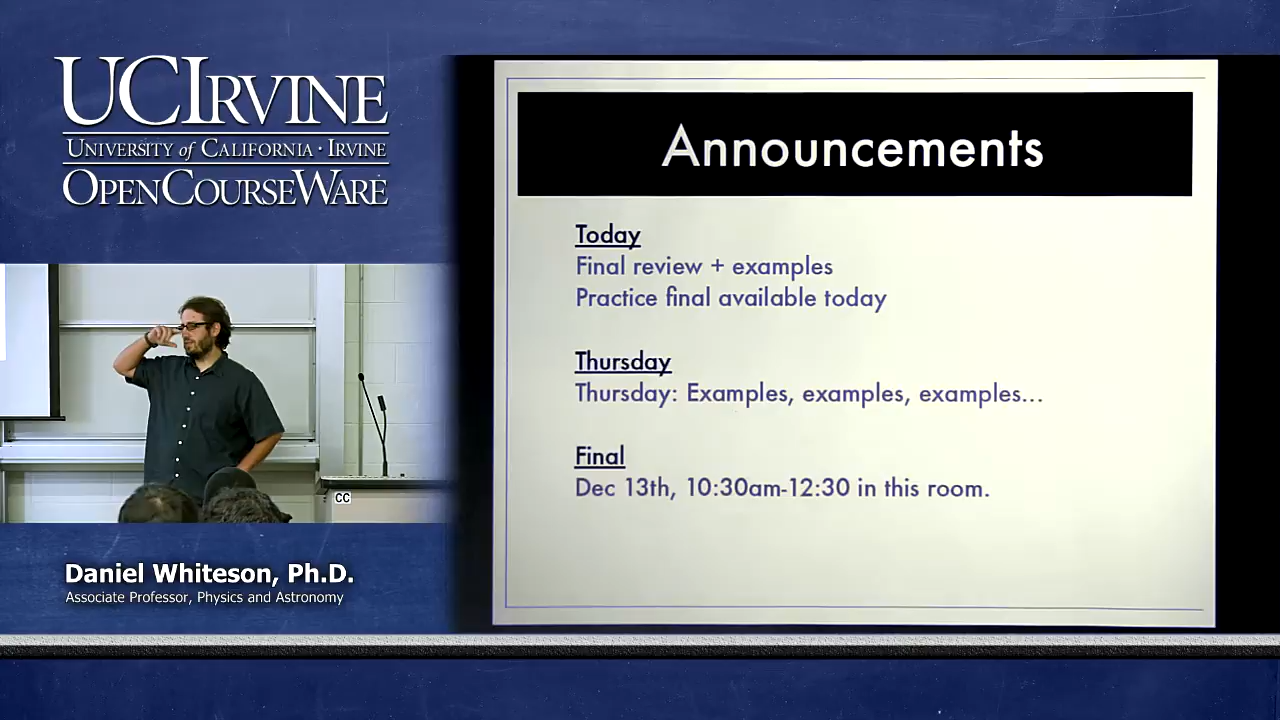 UCIRVINE
UNIVERSITY of CALIFORNIA · IRVINE
OPENCOURSEWARE
CC
Daniel Whiteson, Ph.D.
Associate Professor, Physics and Astronomy
Announcements
Today
Final review + examples
Practice final available today
Thursday
Thursday: Examples, examples, examples...
Final
Dec 13th, 10:30am-12:30 in this room.